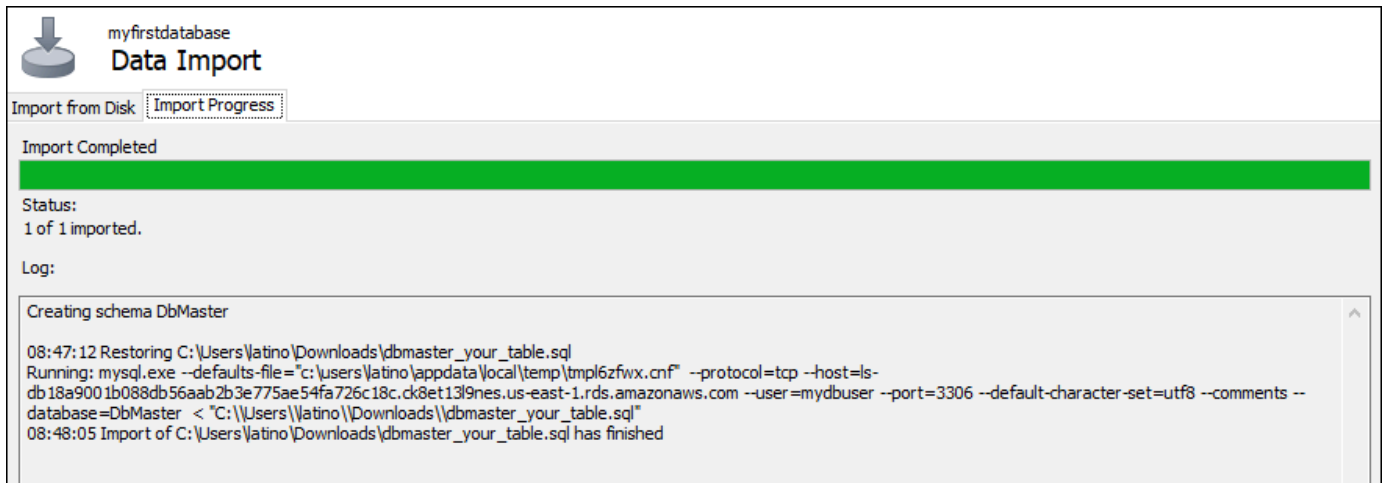 myfirstdatabase
Data Import
Import from Disk Import Progress
Import Completed
Status:
1 of 1 imported.
Log:
Creating schema DbMaster
08:47:12 Restoring C:\Users\latino\Downloads\dbmaster_your_table.sql
Running: mysql.exe --defaults-file="c:\users\latino\appdata\local\temp\tmpl6zfwx.cnf"  --protocol=tcp --host=ls-
db18a9001b088db56aab2b3e775ae54fa726c18c.ck8et13l9nes.us-east-1.rds.amazonaws.com --user=mydbuser --port=3306 --default-character-set=utf8 --comments --
database=DbMaster  < "C:\\Users\\latino\\Downloads\\dbmaster_your_table.sql"
08:48:05 Import of C:\Users\latino\Downloads\dbmaster_your_table.sql has finished